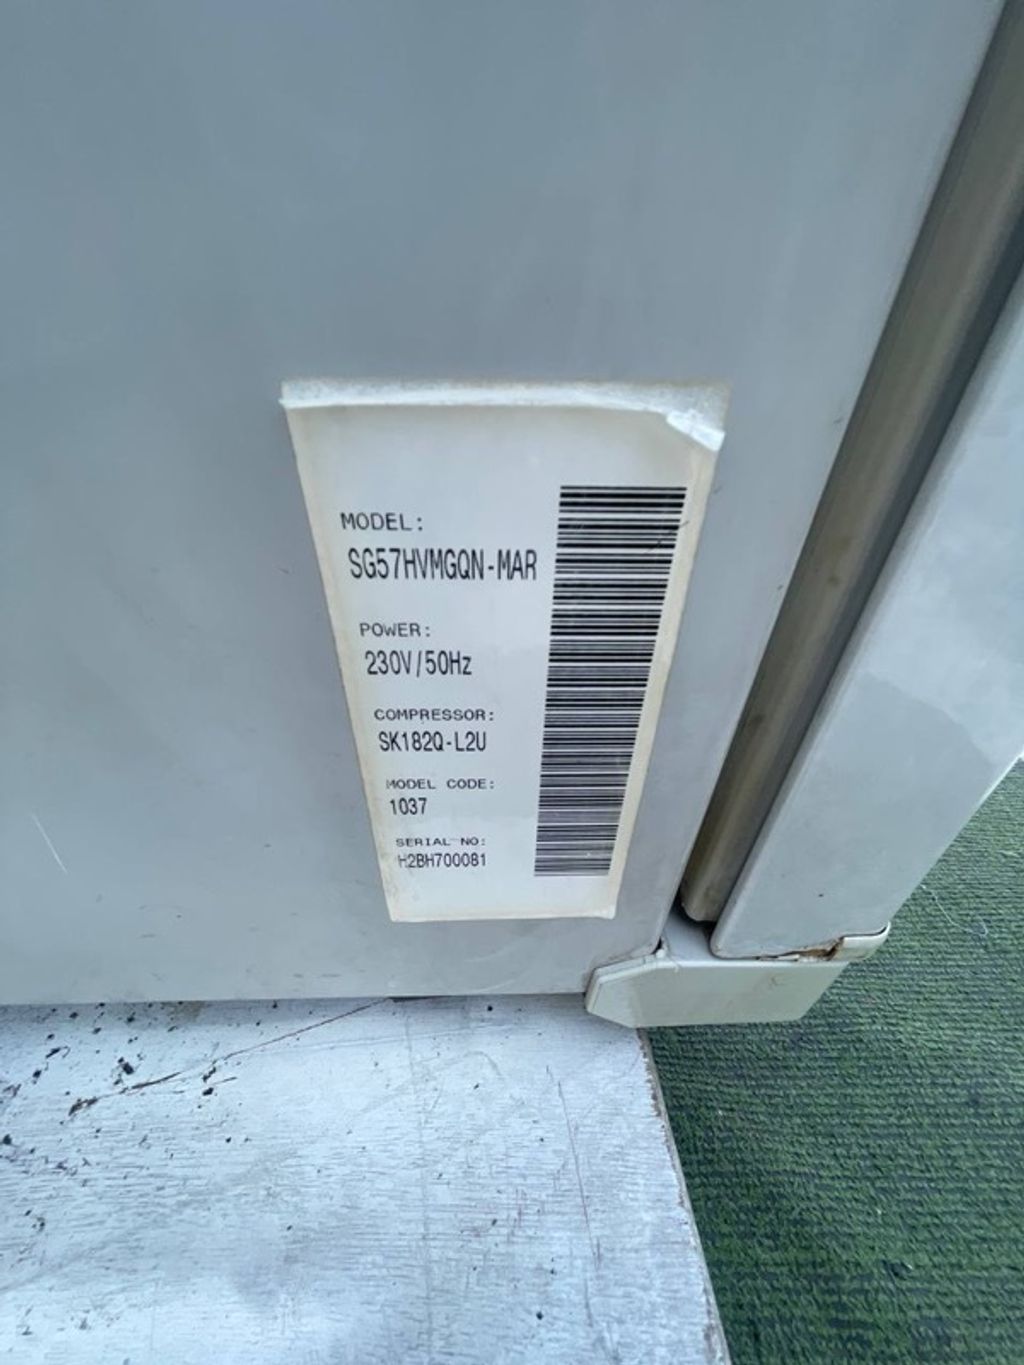 MODEL:
SG57HVMGQN-MAR
POWER:
230V/50Hz
COMPRESSOR:
SK182Q-L2U
MODEL CODE:
1037
SERIAL NO:
H2BH700081